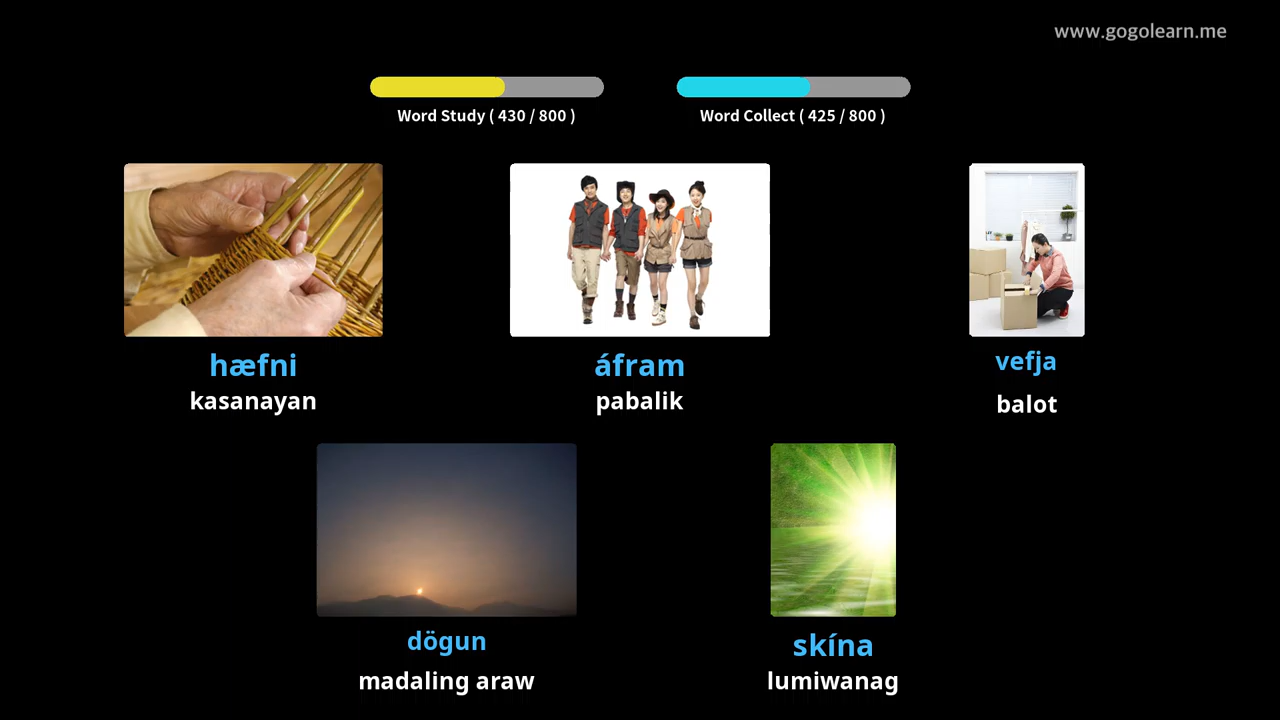 www.gogolearn.me
Word Study ( 430 / 800 )
Word Collect ( 425 / 800 )
hæfni
kasanayan
áfram
pabalik
vefja
balot
dögun
madaling araw
skína
lumiwanag